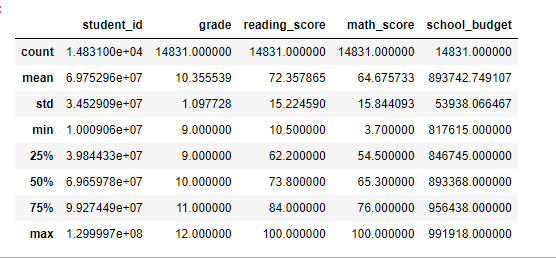 student_id grade reading_score math_score school_budget
count 1.483100e+04 14831.000000 14831.000000 14831.000000 14831.000000
mean 6.975296e+07 10.355539 72.357865 64.675733 893742.749107
std 3.452909e+07 1.097728 15.224590 15.844093 53938.066467
min 1.000906e+07 9.000000 10.500000 3.700000 817615.000000
25% 3.984433e+07 9.000000 62.200000 54.500000 846745.000000
50% 6.965978e+07 10.000000 73.800000 65.300000 893368.000000
75% 9.927449e+07 11.000000 84.000000 76.000000 956438.000000
max 1.299997e+08 12.000000 100.000000 100.000000 991918.000000